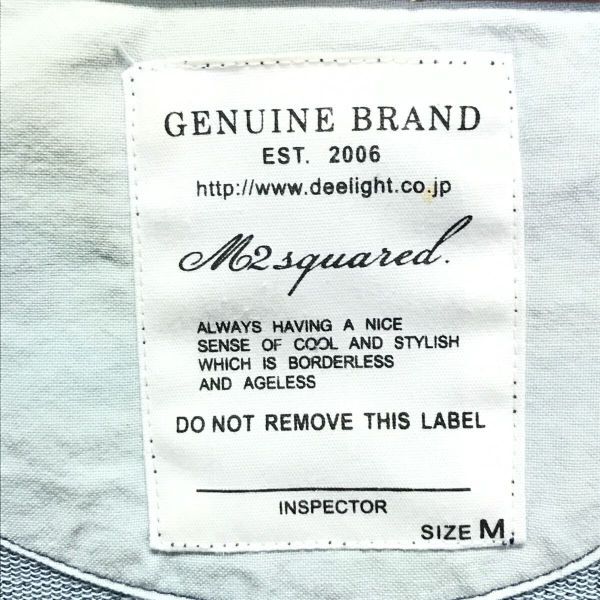 GENUINE BRAND
EST. 2006
http://www.deelight.co.jp
M2squared.
ALWAYS HAVING A NICE
SENSE OF COOL AND STYLISH
WHICH IS BORDERLESS
AND AGELESS
DO NOT REMOVE THIS LABEL
INSPECTOR
SIZE M